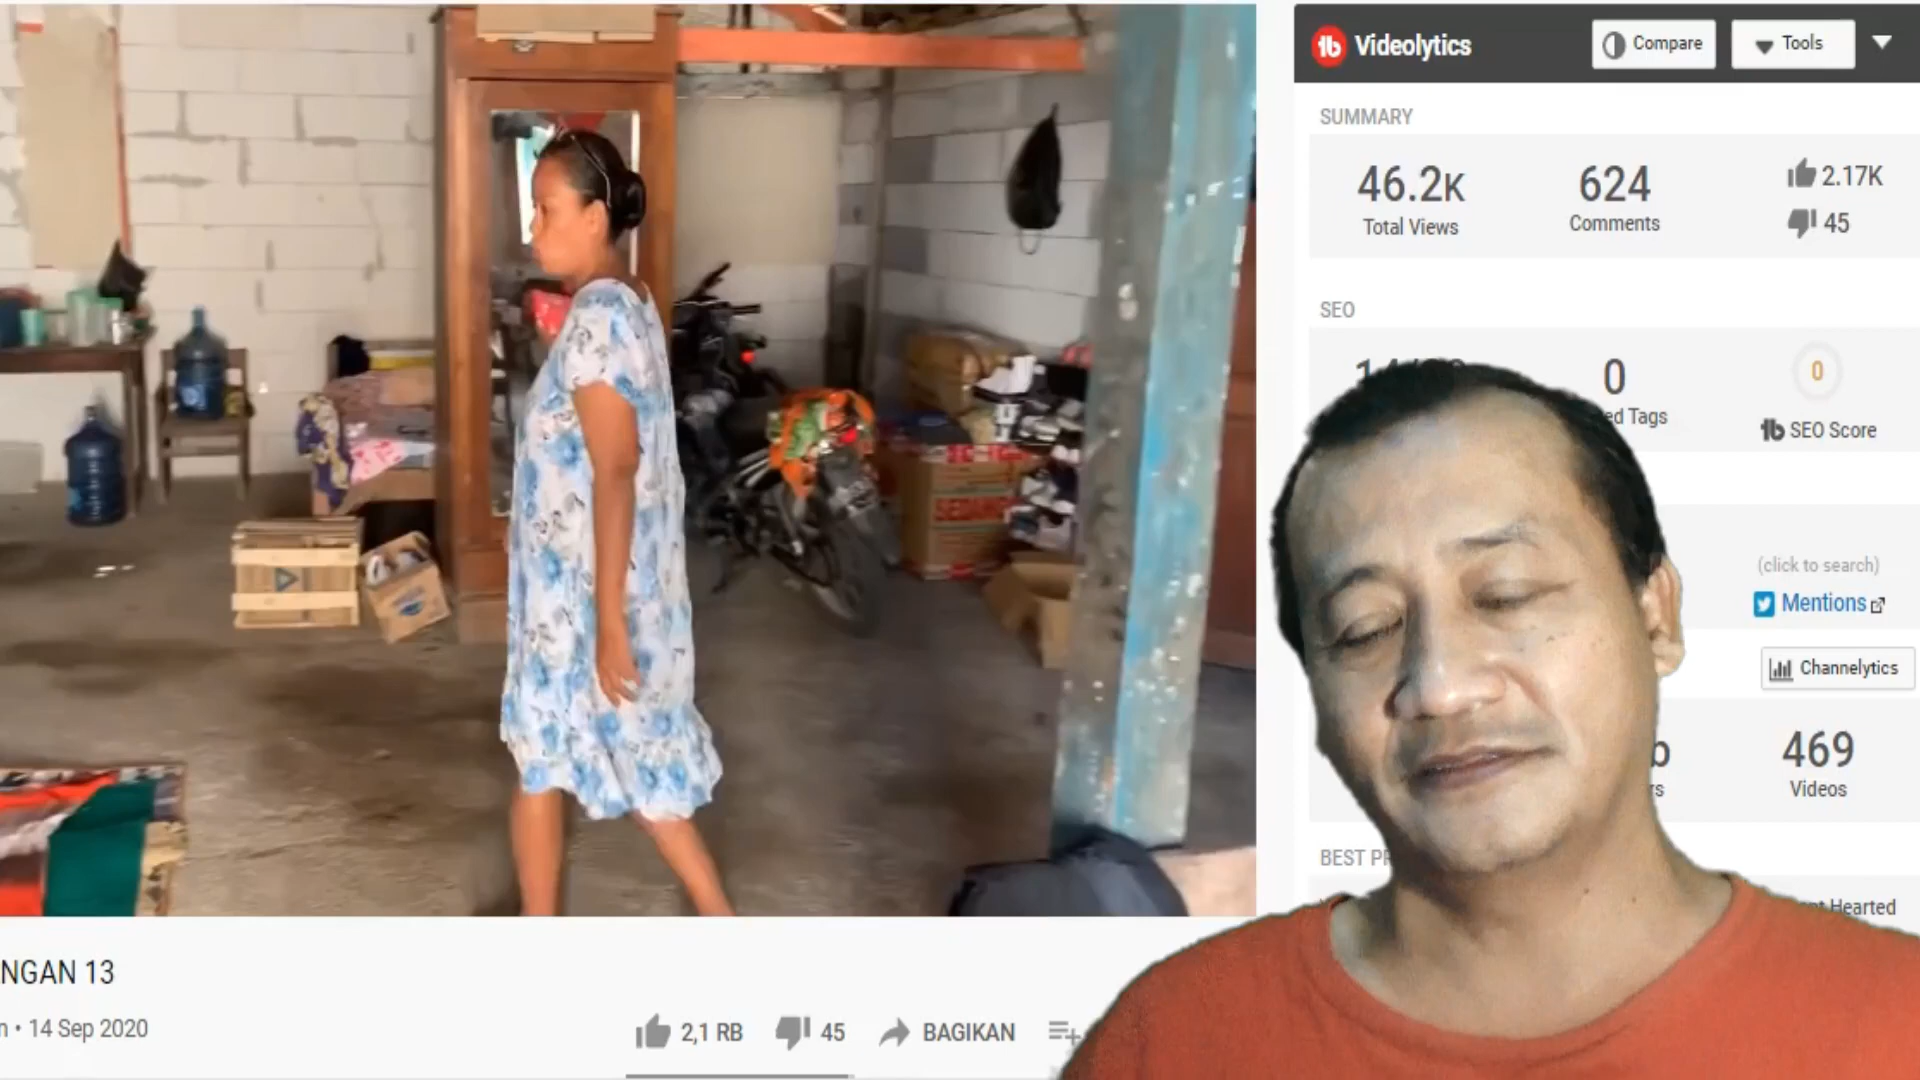 Videolytics
Compare
Tools
SUMMARY
46.2K
Total Views
624
Comments
2.17K
45
SEO
0
ed Tags
0
SEO Score
(click to search)
Mentions
Channelytics
469
Videos
rs
BEST PR
Hearted
SEDAAP
NGAN 13
n • 14 Sep 2020
2,1 RB
45
BAGIKAN